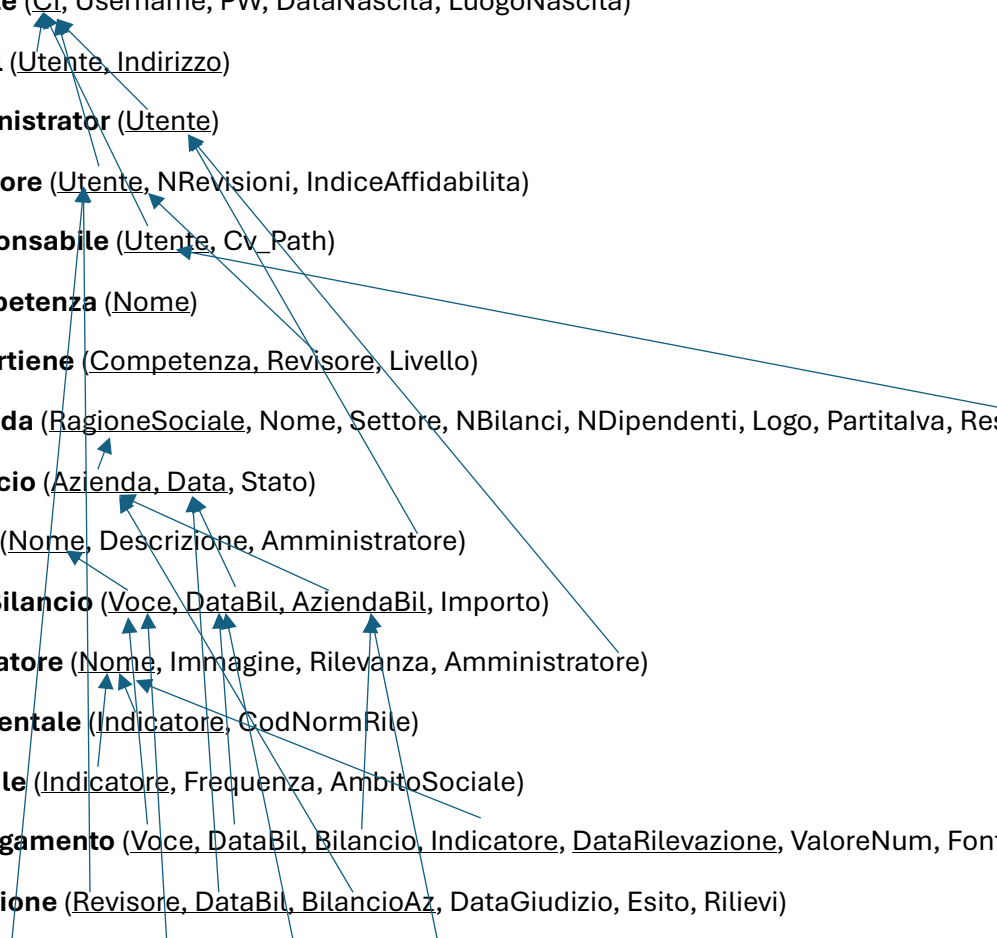 te (Cf, Username, PW, DataNascita, LuogoNascita)
(Utente, Indirizzo)
nistrator (Utente)
ore (Utente, NRevisioni, IndiceAffidabilita)
onsabile (Utente, Cv_Path)
petenza (Nome)
rtiene (Competenza, Revisore, Livello)
da (RagioneSociale, Nome, Settore, NBilanci, NDipendenti, Logo, PartitaIva, Res
cio (Azienda, Data, Stato)
(Nome, Descrizione, Amministratore)
Bilancio (Voce, DataBil, AziendaBil, Importo)
atore (Nome, Immagine, Rilevanza, Amministratore)
entale (Indicatore, CodNormRile)
le (Indicatore, Frequenza, AmbitoSociale)
gamento (Voce, DataBil, Bilancio, Indicatore, DataRilevazione, ValoreNum, Fon
ione (Revisore, DataBil, BilancioAz, DataGiudizio, Esito, Rilievi)